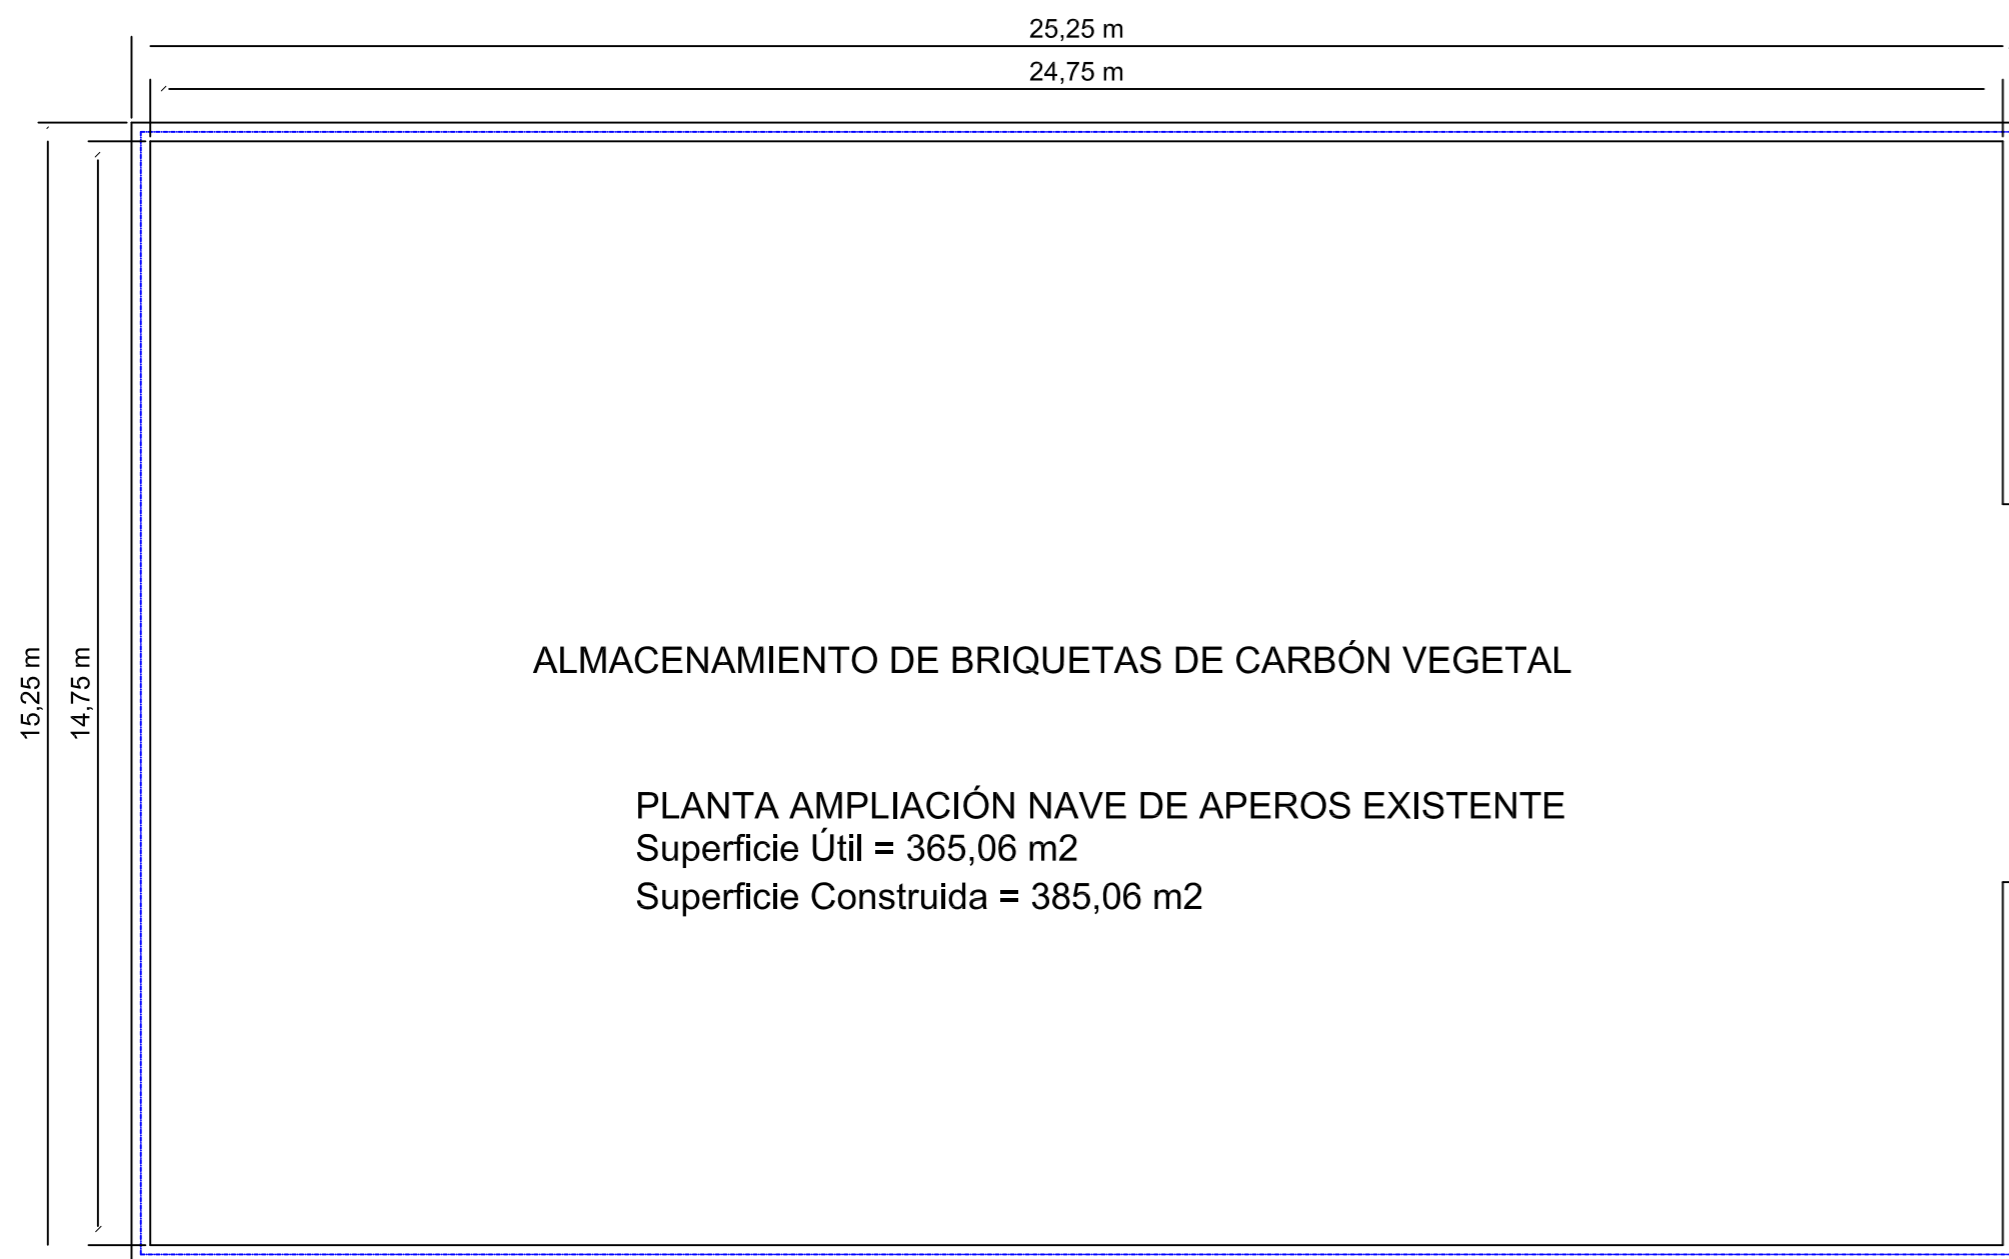 25,25 m
24,75 m
15,25 m
14,75 m
ALMACENAMIENTO DE BRIQUETAS DE CARBÓN VEGETAL
PLANTA AMPLIACIÓN NAVE DE APEROS EXISTENTE
Superficie Útil = 365,06 m2
Superficie Construida = 385,06 m2